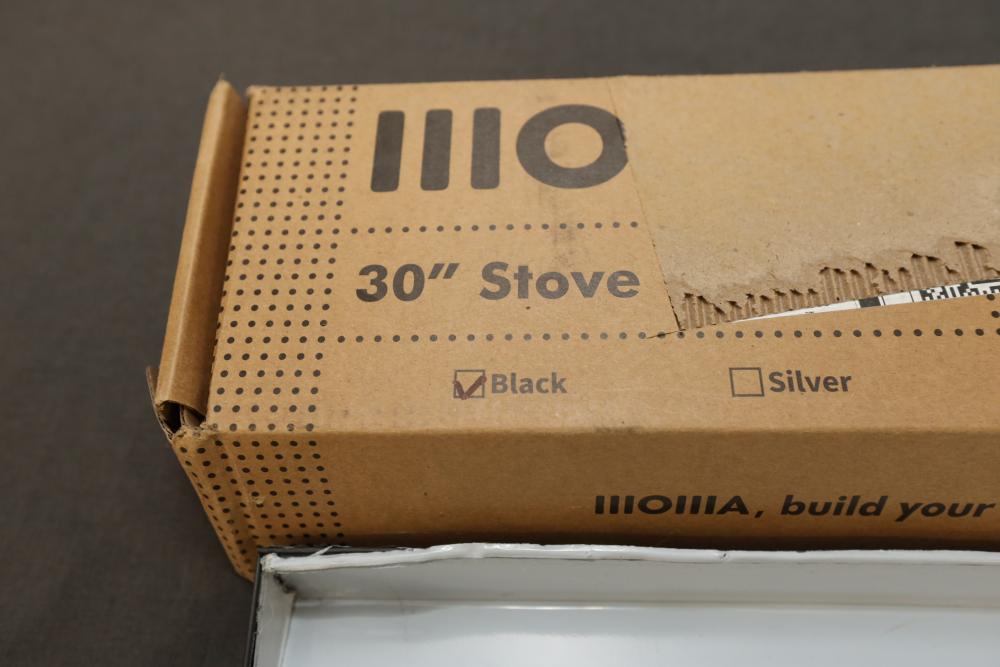 IIIO
30” Stove
Black
Silver
IIIOIIIA, build your